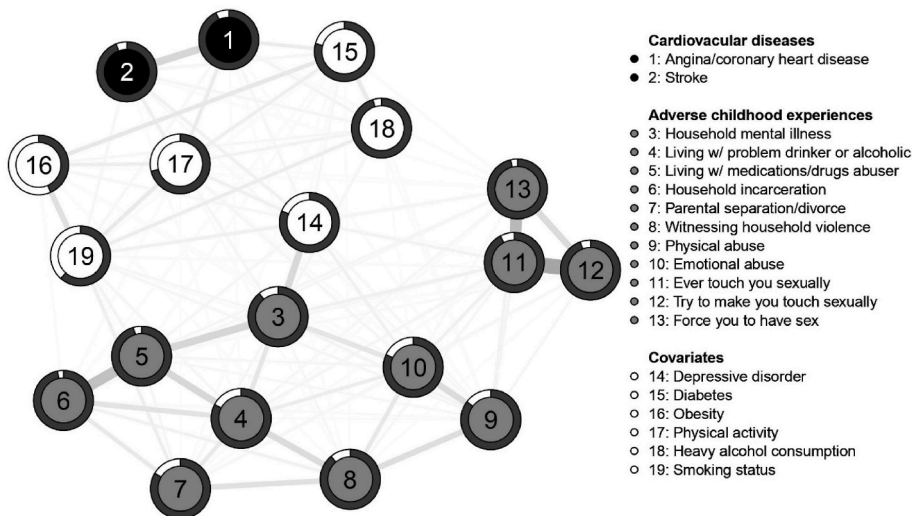 1
2
15
18
16
17
19
14
13
11
12
3
5
6
4
10
9
7
8
Cardiovascular diseases
1: Angina/coronary heart disease
2: Stroke
Adverse childhood experiences
3: Household mental illness
4: Living w/ problem drinker or alcoholic
5: Living w/ medications/drugs abuser
6: Household incarceration
7: Parental separation/divorce
8: Witnessing household violence
9: Physical abuse
10: Emotional abuse
11: Ever touch you sexually
12: Try to make you touch sexually
13: Force you to have sex
Covariates
14: Depressive disorder
15: Diabetes
16: Obesity
17: Physical activity
18: Heavy alcohol consumption
19: Smoking status